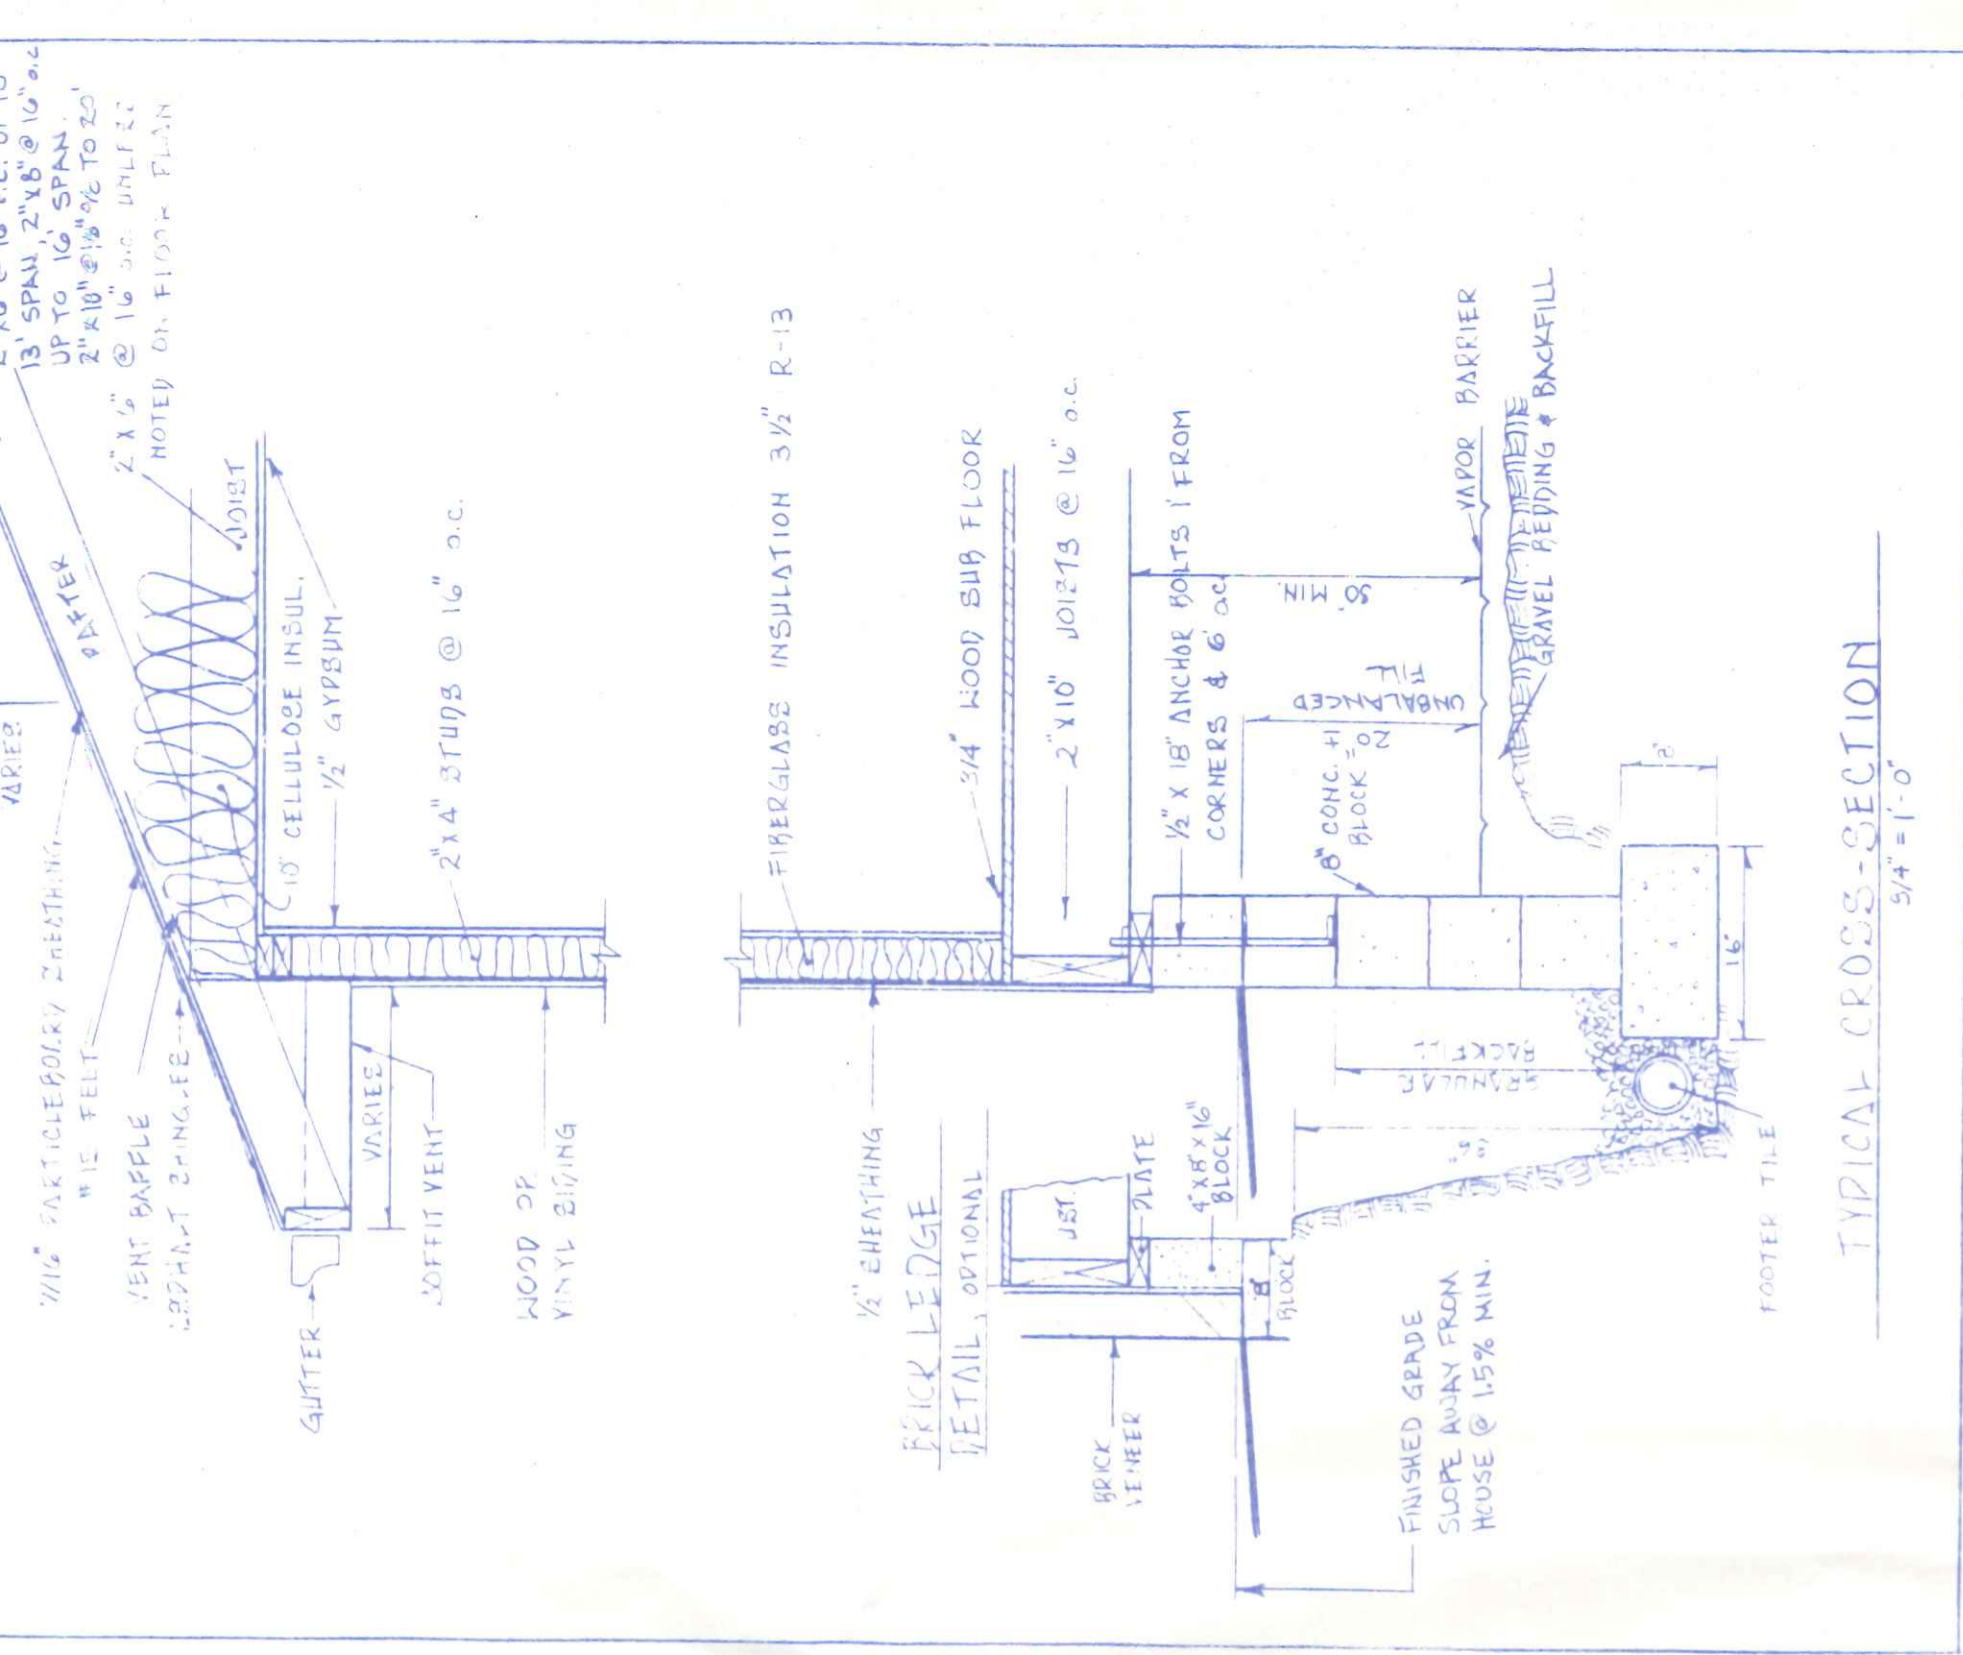 VARIES
RAFTER
13' SPAN, 2"X8" @ 16" o.c
UP TO 16' SPAN.
2"X10" @ 16" o/c TO 20'
2"X6" @ 16" o.c. UNLESS
NOTED ON FLOOR PLAN
7/16" PARTICLEBOARD SHEATHING
#15 FELT
VENT BAFFLE
ASPHALT SHINGLES
JOIST
10" CELLULOSE INSUL.
1/2" GYPSUM
GUTTER
VARIES
SOFFIT VENT
WOOD OR
VINYL SIDING
2"X4" STUDS @ 16" o.c.
FIBERGLASS INSULATION 3 1/2" R-13
1/2" SHEATHING
3/4" WOOD SUB FLOOR
2"X10" JOISTS @ 16" o.c.
BRICK LEDGE
DETAIL, OPTIONAL
JST.
PLATE
4"X8"X16"
BLOCK
BRICK
VENEER
8"
BLOCK
1/2" X 18" ANCHOR BOLTS 1' FROM
CORNERS & 6' o.c.
8" CONC.
BLOCK
UNBALANCED
FILL
MIN.
VAPOR BARRIER
GRAVEL BEDDING & BACKFILL
GRANULAR
BACKFILL
16"
8"
FOOTER TILE
FINISHED GRADE
SLOPE AWAY FROM
HOUSE @ 1.5% MIN.
TYPICAL CROSS-SECTION
3/4" = 1'-0"